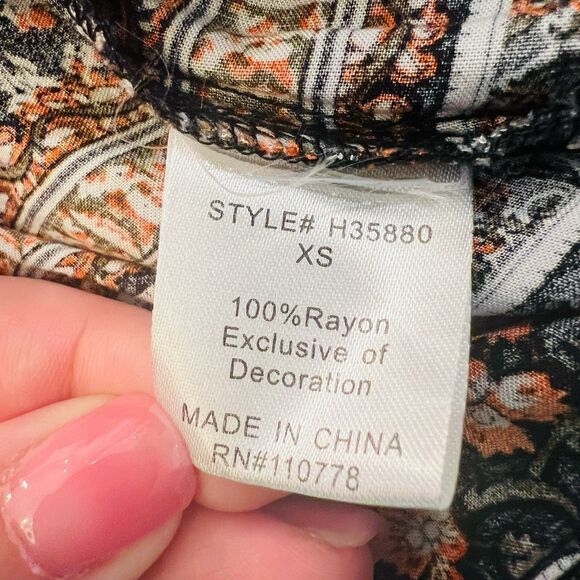 STYLE# H35880
XS
100%Rayon
Exclusive of
Decoration
MADE IN CHINA
RN#110778